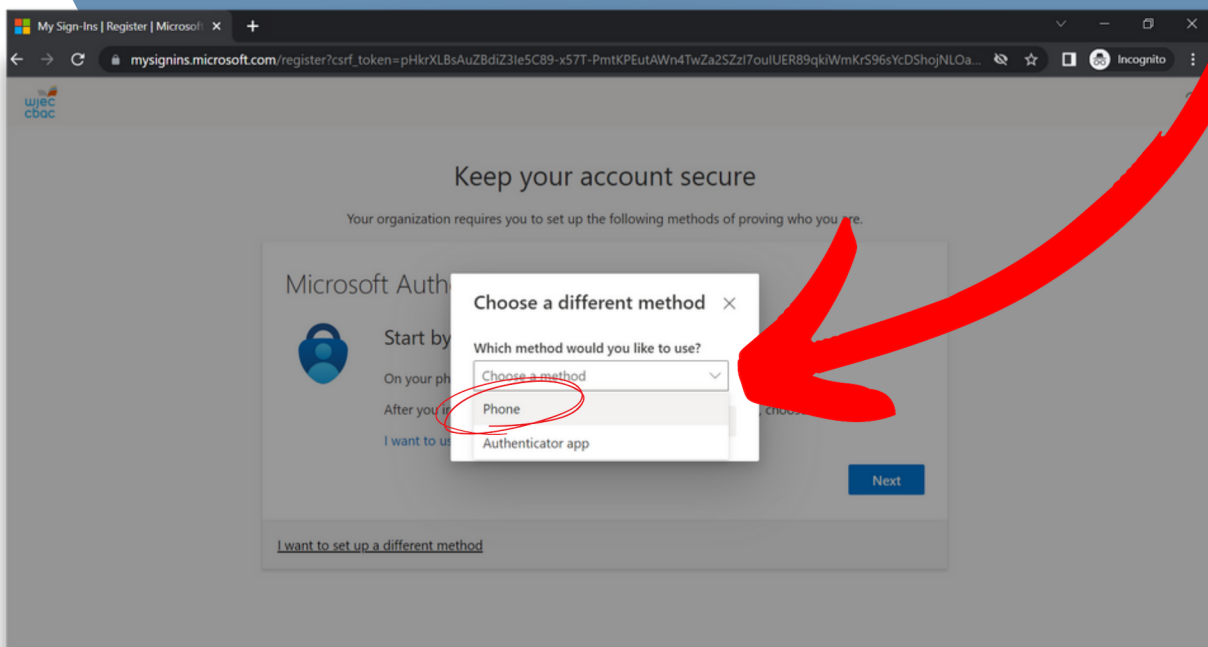 My Sign-Ins | Register | Microsoft
mysignins.microsoft.com/register?csrf_token=
Incognito
wjec
cbac
Keep your account secure
Your organization requires you to set up the following methods of proving who you are.
Microsoft Auth
Choose a different method
Start by
Which method would you like to use?
On your ph
Choose a method
After you in
Phone
, choose
I want to us
Authenticator app
Next
I want to set up a different method